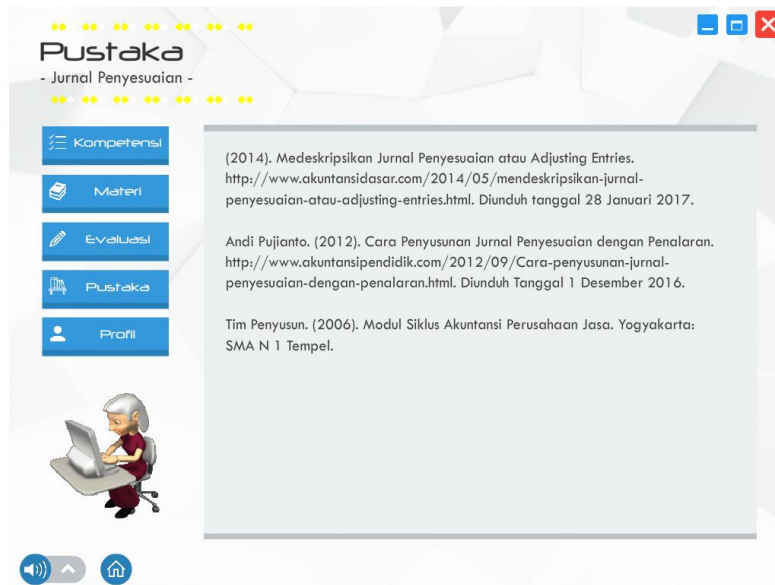 Pustaka
- Jurnal Penyesuaian -
Kompetensi
Materi
Evaluasi
Pustaka
Profil
(2014). Medeskripsikan Jurnal Penyesuaian atau Adjusting Entries.
http://www.akuntansidasar.com/2014/05/mendeskripsikan-jurnal-
penyesuaian-atau-adjusting-entries.html. Diunduh tanggal 28 Januari 2017.
Andi Pujianto. (2012). Cara Penyusunan Jurnal Penyesuaian dengan Penalaran.
http://www.akuntansipendidik.com/2012/09/Cara-penyusunan-jurnal-
penyesuaian-dengan-penalaran.html. Diunduh Tanggal 1 Desember 2016.
Tim Penyusun. (2006). Modul Siklus Akuntansi Perusahaan Jasa. Yogyakarta:
SMA N 1 Tempel.